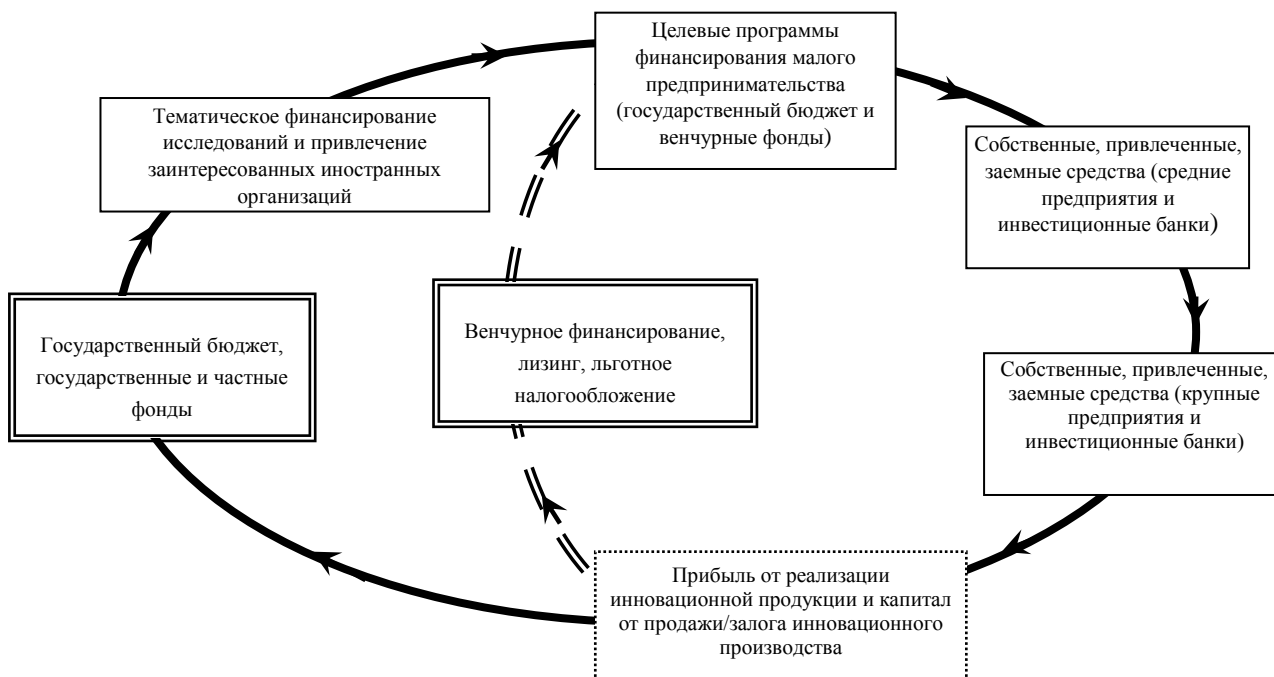 Целевые программы
финансирования малого
предпринимательства
(государственный бюджет и
венчурные фонды)
Тематическое финансирование
исследований и привлечение
заинтересованных иностранных
организаций
Собственные, привлеченные,
заемные средства (средние
предприятия и
инвестиционные банки)
Государственный бюджет,
государственные и частные
фонды
Венчурное финансирование,
лизинг, льготное
налогообложение
Собственные, привлеченные,
заемные средства (крупные
предприятия и
инвестиционные банки)
Прибыль от реализации
инновационной продукции и капитал
от продажи/залога инновационного
производства